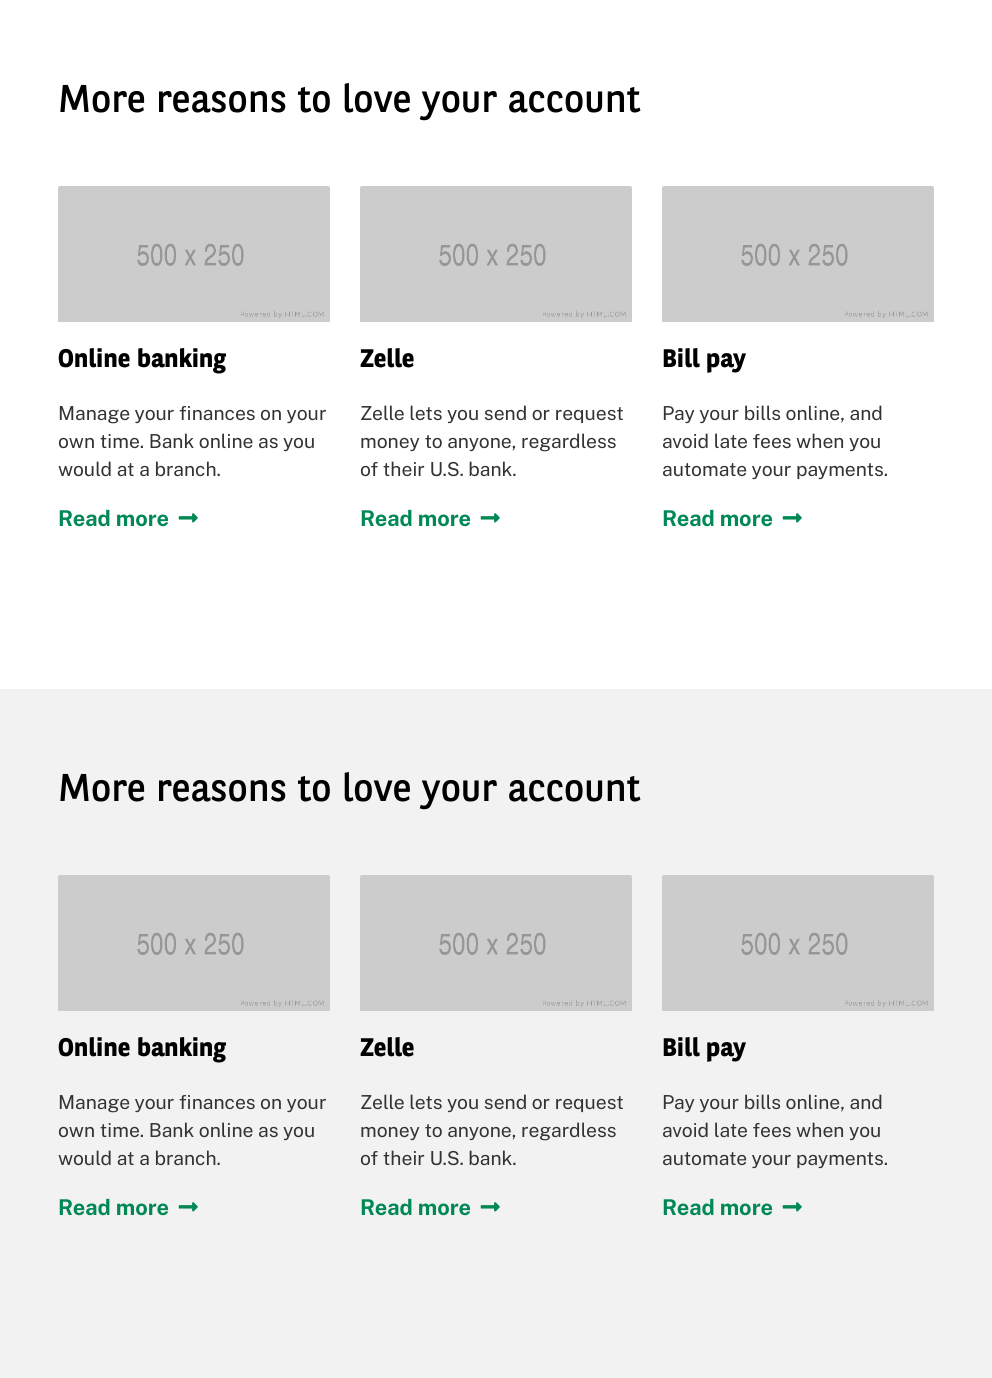 More reasons to love your account
500 x 250
Powered by HTML.COM
500 x 250
Powered by HTML.COM
500 x 250
Powered by HTML.COM
Online banking
Zelle
Bill pay
Manage your finances on your
own time. Bank online as you
would at a branch.
Zelle lets you send or request
money to anyone, regardless
of their U.S. bank.
Pay your bills online, and
avoid late fees when you
automate your payments.
Read more →
Read more →
Read more →
More reasons to love your account
500 x 250
Powered by HTML.COM
500 x 250
Powered by HTML.COM
500 x 250
Powered by HTML.COM
Online banking
Zelle
Bill pay
Manage your finances on your
own time. Bank online as you
would at a branch.
Zelle lets you send or request
money to anyone, regardless
of their U.S. bank.
Pay your bills online, and
avoid late fees when you
automate your payments.
Read more →
Read more →
Read more →